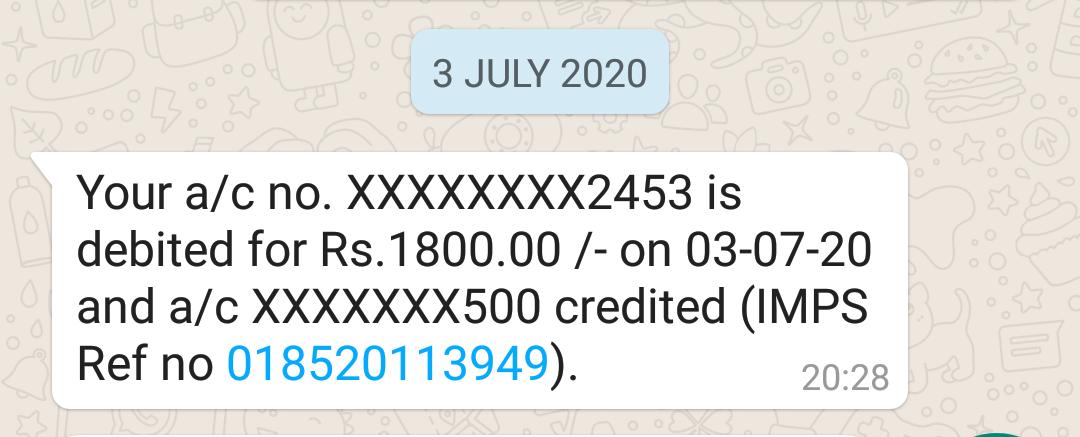 3 JULY 2020
Your a/c no. XXXXXXXX2453 is
debited for Rs.1800.00 /- on 03-07-20
and a/c XXXXXXX500 credited (IMPS
Ref no 018520113949).
20:28